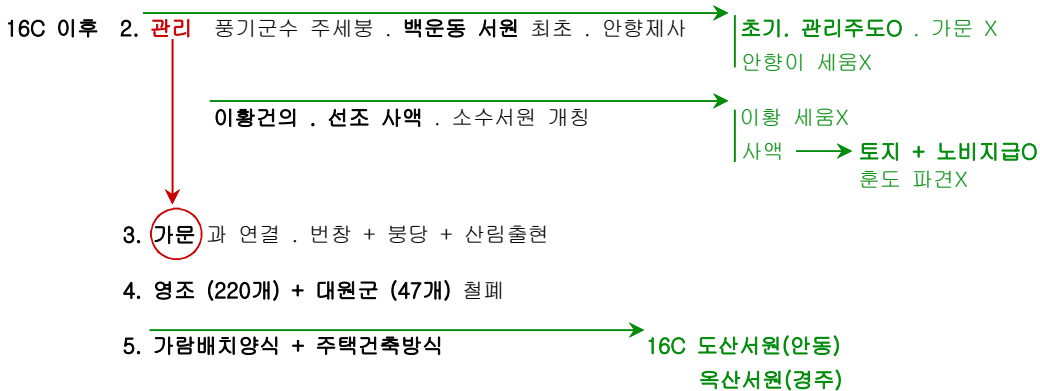 16C 이후 2. 관리 풍기군수 주세붕 . 백운동 서원 최초 . 안향제사 초기. 관리주도O . 가문 X
안향이 세움X
이황건의 . 선조 사액 . 소수서원 개칭 이황 세움X
사액 토지 + 노비지급O
훈도 파견X
3. 가문 과 연결 . 번창 + 붕당 + 산림출현
4. 영조 (220개) + 대원군 (47개) 철폐
5. 가람배치양식 + 주택건축방식 16C 도산서원(안동)
옥산서원(경주)